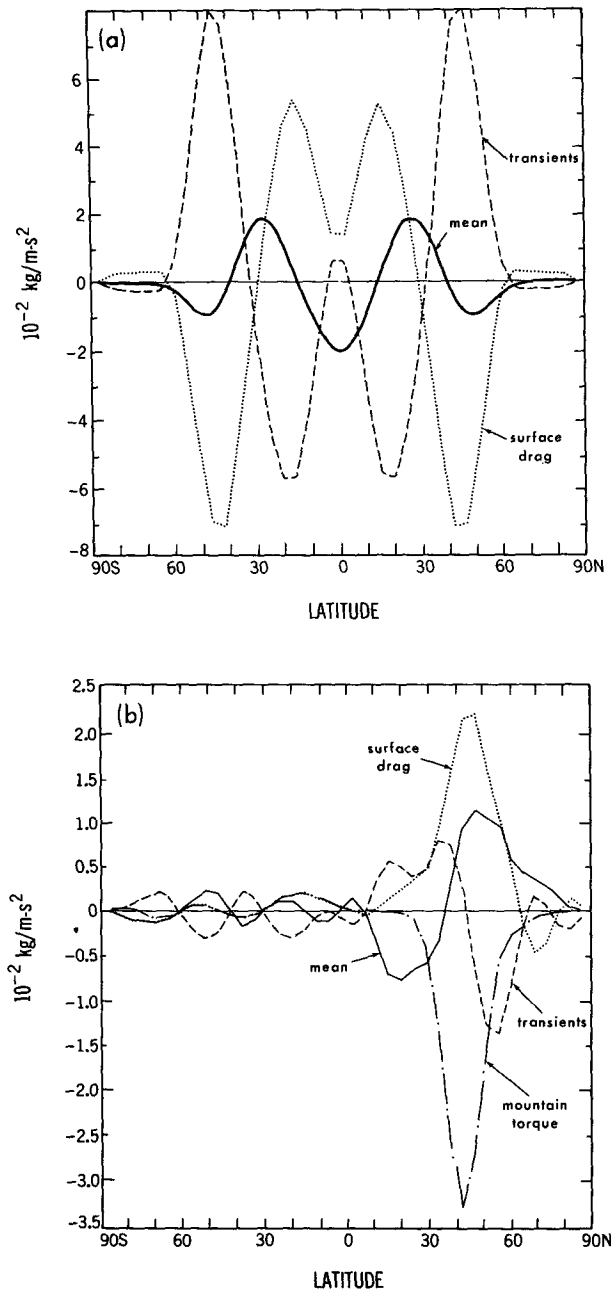 (a)
8
6
4
2
0
-2
-4
-6
-8
10⁻² kg/m-s²
transients
mean
surface
drag
90S 60 30 0 30 60 90N
LATITUDE
(b)
2.5
2.0
1.5
1.0
0.5
0
-0.5
-1.0
-1.5
-2.0
-2.5
-3.0
-3.5
10⁻² kg/m-s²
surface
drag
mean
transients
mountain
torque
90S 60 30 0 30 60 90N
LATITUDE